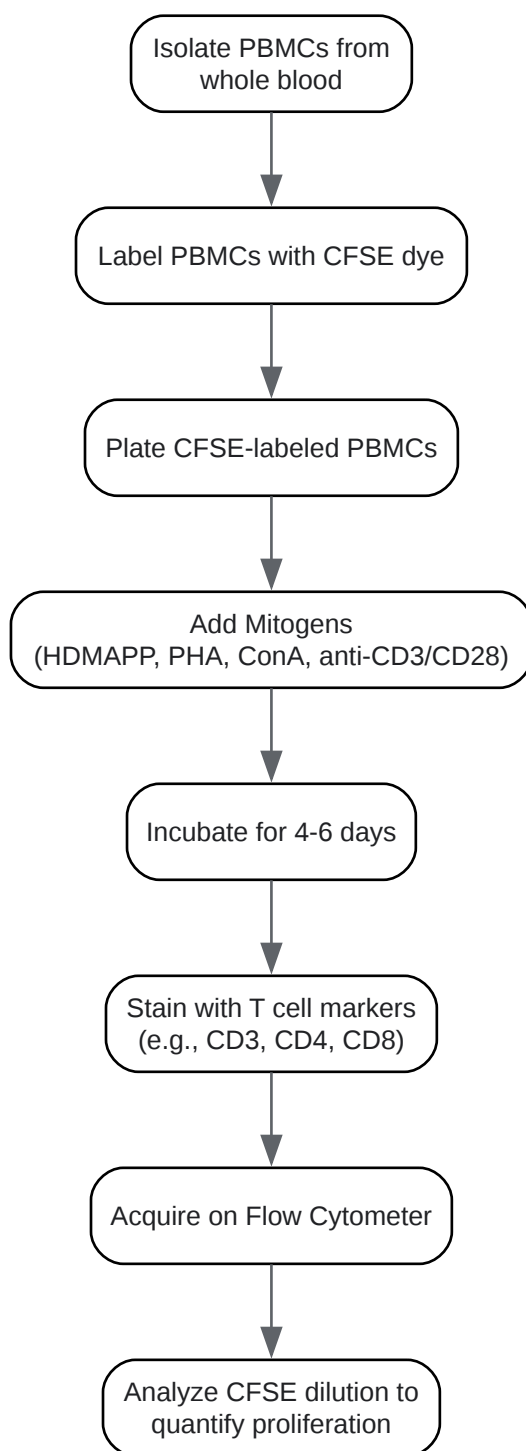 Isolate PBMCs from
whole blood
Label PBMCs with CFSE dye
Plate CFSE-labeled PBMCs
Add Mitogens
(HDMAPP, PHA, ConA, anti-CD3/CD28)
Incubate for 4-6 days
Stain with T cell markers
(e.g., CD3, CD4, CD8)
Acquire on Flow Cytometer
Analyze CFSE dilution to
quantify proliferation